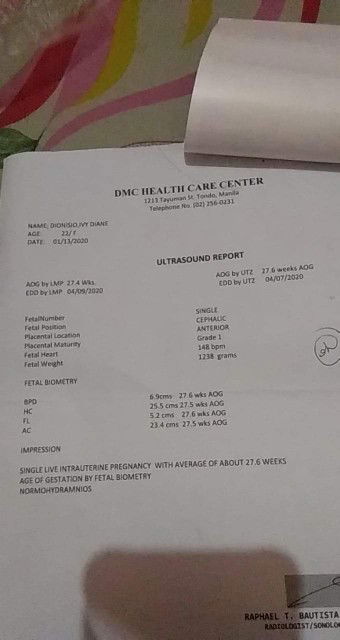 DMC HEALTH CARE CENTER
1213 Tayuman St. Tondo, Manila
Telephone No. (02) 256-0231
NAME: DIONISIO,IVY DIANE
AGE: 22/ F
DATE: 01/13/2020
ULTRASOUND REPORT
AOG by LMP 27.4 Wks. AOG by UTZ 27.6 weeks AOG
EDD by LMP 04/09/2020 EDD by UTZ 04/07/2020
FetalNumber SINGLE
Fetal Position CEPHALIC
Placental Location ANTERIOR
Placental Maturity Grade 1
Fetal Heart 148 bpm
Fetal Weight 1238 grams
FETAL BIOMETRY
BPD 6.9cms 27.6 wks AOG
HC 25.5 cms 27.5 wks AOG
FL 5.2 cms 27.6 wks AOG
AC 23.4 cms 27.5 wks AOG
IMPRESSION
SINGLE LIVE INTRAUTERINE PREGNANCY WITH AVERAGE OF ABOUT 27.6 WEEKS
AGE OF GESTATION BY FETAL BIOMETRY
NORMOHYDRAMNIOS
RAPHAEL T. BAUTISTA
RADIOLOGIST/SONOLO